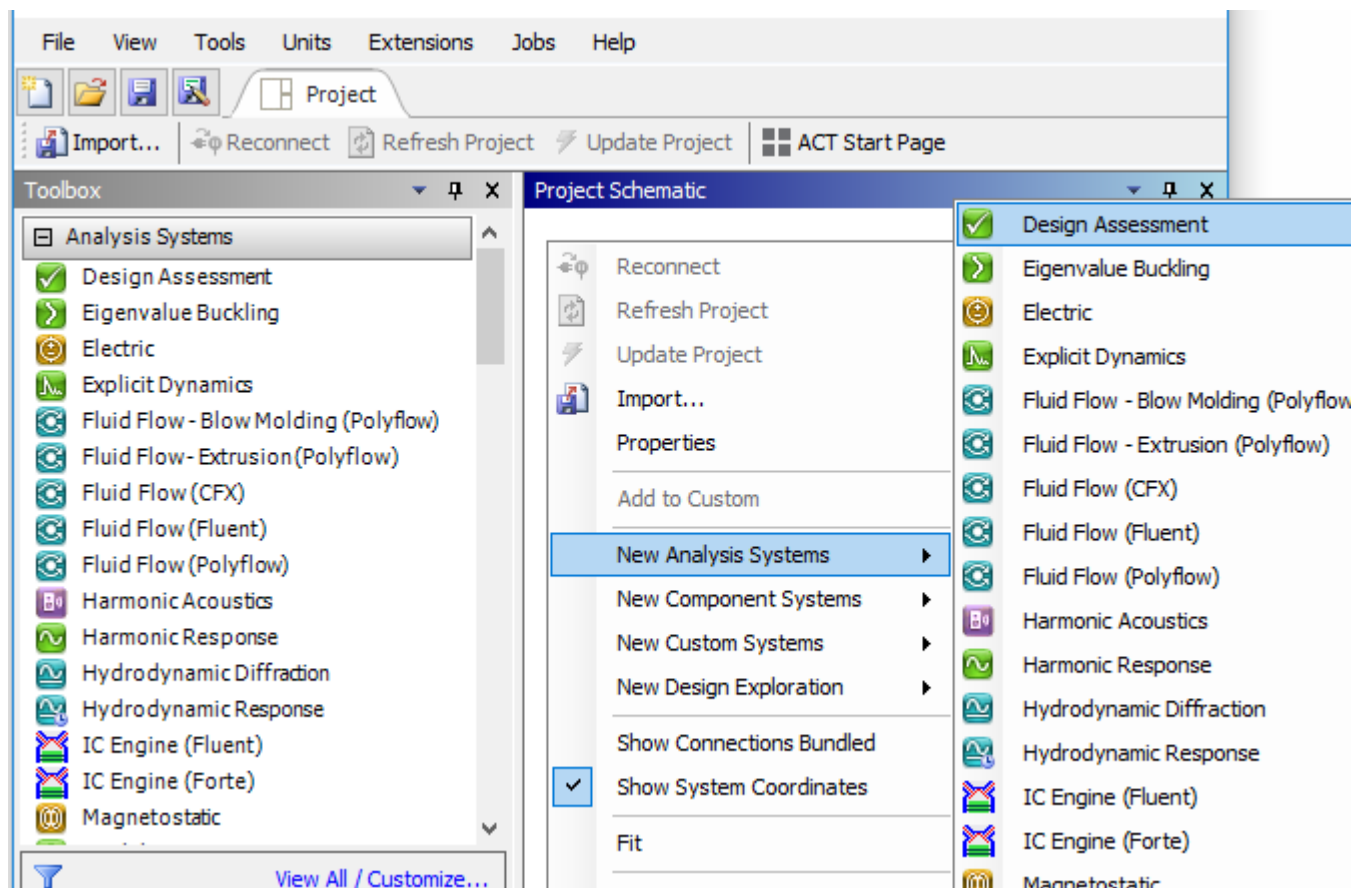 File View Tools Units Extensions Jobs Help
Project
Import... Reconnect Refresh Project Update Project ACT Start Page
Toolbox
Analysis Systems
Design Assessment
Eigenvalue Buckling
Electric
Explicit Dynamics
Fluid Flow - Blow Molding (Polyflow)
Fluid Flow - Extrusion (Polyflow)
Fluid Flow (CFX)
Fluid Flow (Fluent)
Fluid Flow (Polyflow)
Harmonic Acoustics
Harmonic Response
Hydrodynamic Diffraction
Hydrodynamic Response
IC Engine (Fluent)
IC Engine (Forte)
Magnetostatic
View All / Customize...
Project Schematic
Reconnect
Refresh Project
Update Project
Import...
Properties
Add to Custom
New Analysis Systems
New Component Systems
New Custom Systems
New Design Exploration
Show Connections Bundled
Show System Coordinates
Fit
Design Assessment
Eigenvalue Buckling
Electric
Explicit Dynamics
Fluid Flow - Blow Molding (Polyflow
Fluid Flow - Extrusion (Polyflow)
Fluid Flow (CFX)
Fluid Flow (Fluent)
Fluid Flow (Polyflow)
Harmonic Acoustics
Harmonic Response
Hydrodynamic Diffraction
Hydrodynamic Response
IC Engine (Fluent)
IC Engine (Forte)
Magnetostatic